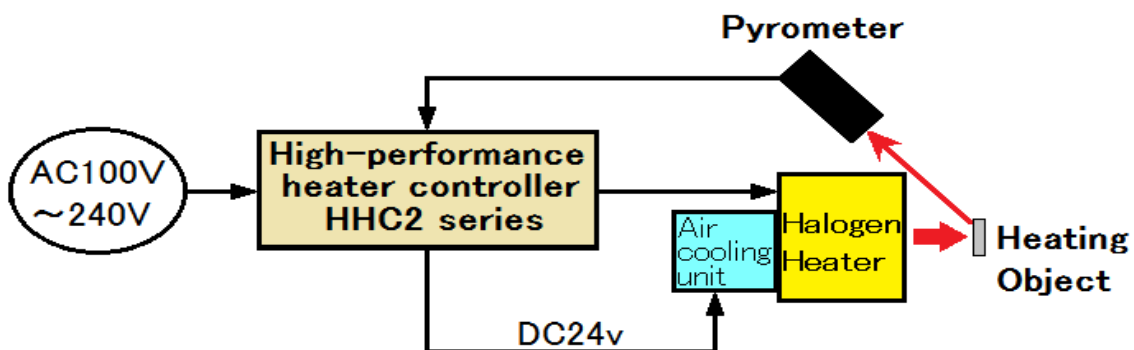 Pyrometer
AC100V
～240V
High-performance
heater controller
HHC2 series
Air
cooling
unit
Halogen
Heater
Heating
Object
DC24v